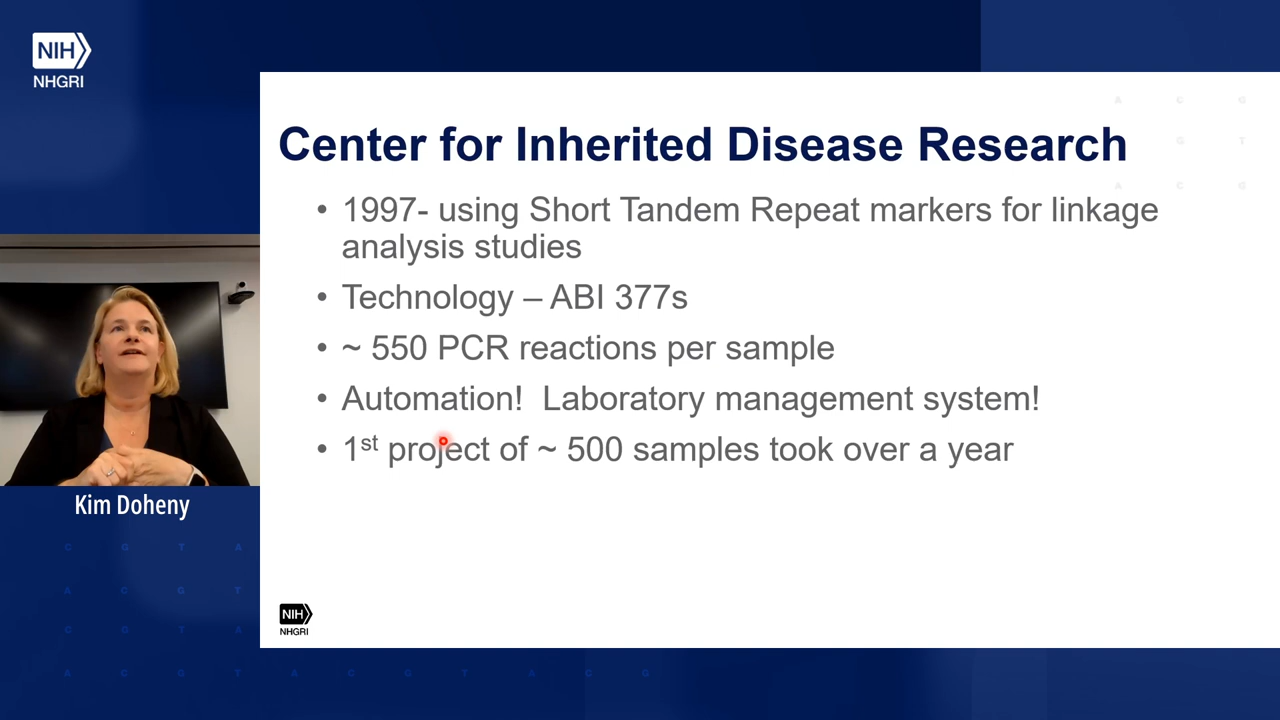 NIH
NHGRI
Center for Inherited Disease Research
• 1997- using Short Tandem Repeat markers for linkage
analysis studies
• Technology – ABI 377s
• ~ 550 PCR reactions per sample
• Automation!  Laboratory management system!
• 1st project of ~ 500 samples took over a year
Kim Doheny
NIH
NHGRI
A C G
G T
A C G
C G T A
A C G T
C G T A
A C G T A C G T A C G